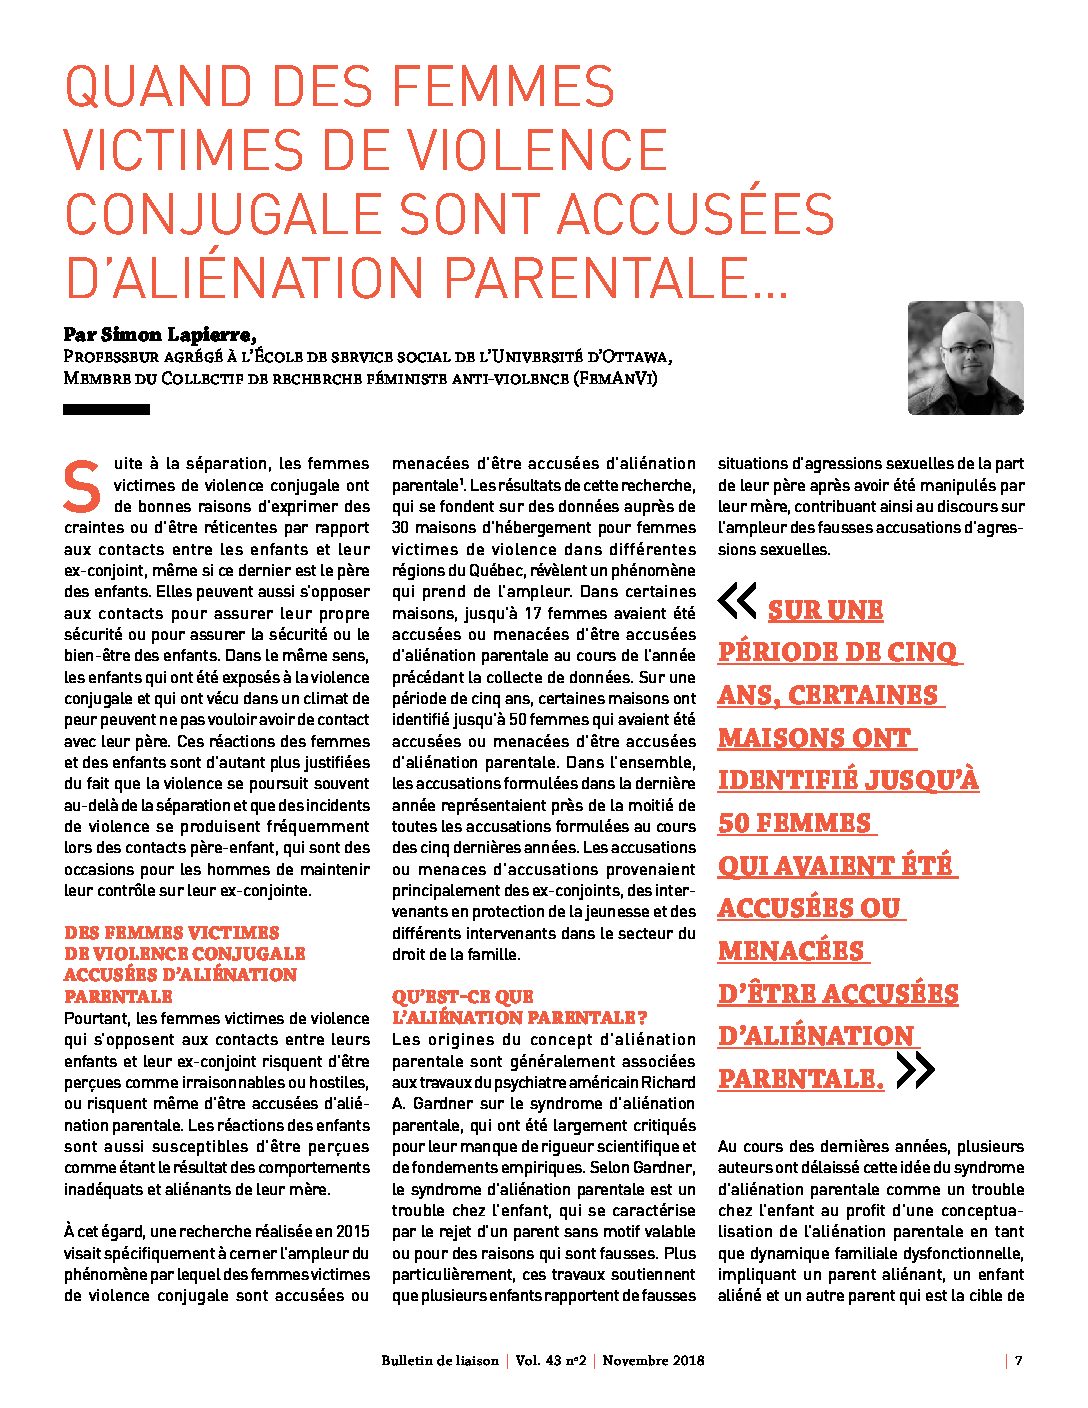 QUAND DES FEMMES
VICTIMES DE VIOLENCE
CONJUGALE SONT ACCUSÉES
D'ALIÉNATION PARENTALE...
Par Simon Lapierre,
Professeur agrégé à l'École de service social de l'Université d'Ottawa,
Membre du Collectif de recherche féministe anti-violence (FemAnVi)
Suite à la séparation, les femmes
victimes de violence conjugale ont
de bonnes raisons d'exprimer des
craintes ou d'être réticentes par rapport
aux contacts entre les enfants et leur
ex-conjoint, même si ce dernier est le père
des enfants. Elles peuvent aussi s'opposer
aux contacts pour assurer leur propre
sécurité ou pour assurer la sécurité ou le
bien-être des enfants. Dans le même sens,
les enfants qui ont été exposés à la violence
conjugale et qui ont vécu dans un climat de
peur peuvent ne pas vouloir avoir de contact
avec leur père. Ces réactions des femmes
et des enfants sont d'autant plus justifiées
du fait que la violence se poursuit souvent
au-delà de la séparation et que des incidents
de violence se produisent fréquemment
lors des contacts père-enfant, qui sont des
occasions pour les hommes de maintenir
leur contrôle sur leur ex-conjointe.
DES FEMMES VICTIMES
DE VIOLENCE CONJUGALE
ACCUSÉES D'ALIÉNATION
PARENTALE
Pourtant, les femmes victimes de violence
qui s'opposent aux contacts entre leurs
enfants et leur ex-conjoint risquent d'être
perçues comme irraisonnables ou hostiles,
ou risquent même d'être accusées d'alié-
nation parentale. Les réactions des enfants
sont aussi susceptibles d'être perçues
comme étant le résultat des comportements
inadéquats et aliénants de leur mère.
À cet égard, une recherche réalisée en 2015
visait spécifiquement à cerner l'ampleur du
phénomène par lequel des femmes victimes
de violence conjugale sont accusées ou
menacées d'être accusées d'aliénation
parentale¹. Les résultats de cette recherche,
qui se fondent sur des données auprès de
30 maisons d'hébergement pour femmes
victimes de violence dans différentes
régions du Québec, révèlent un phénomène
qui prend de l'ampleur. Dans certaines
maisons, jusqu'à 17 femmes avaient été
accusées ou menacées d'être accusées
d'aliénation parentale au cours de l'année
précédant la collecte de données. Sur une
période de cinq ans, certaines maisons ont
identifié jusqu'à 50 femmes qui avaient été
accusées ou menacées d'être accusées
d'aliénation parentale. Dans l'ensemble,
les accusations formulées dans la dernière
année représentaient près de la moitié de
toutes les accusations formulées au cours
des cinq dernières années. Les accusations
ou menaces d'accusations provenaient
principalement des ex-conjoints, des inter-
venants en protection de la jeunesse et des
différents intervenants dans le secteur du
droit de la famille.
QU'EST-CE QUE
L'ALIÉNATION PARENTALE ?
Les origines du concept d'aliénation
parentale sont généralement associées
aux travaux du psychiatre américain Richard
A. Gardner sur le syndrome d'aliénation
parentale, qui ont été largement critiqués
pour leur manque de rigueur scientifique et
de fondements empiriques. Selon Gardner,
le syndrome d'aliénation parentale est un
trouble chez l'enfant, qui se caractérise
par le rejet d'un parent sans motif valable
ou pour des raisons qui sont fausses. Plus
particulièrement, ces travaux soutiennent
que plusieurs enfants rapportent de fausses
situations d'agressions sexuelles de la part
de leur père après avoir été manipulés par
leur mère, contribuant ainsi au discours sur
l'ampleur des fausses accusations d'agres-
sions sexuelles.
« SUR UNE
PÉRIODE DE CINQ
ANS, CERTAINES
MAISONS ONT
IDENTIFIÉ JUSQU'À
50 FEMMES
QUI AVAIENT ÉTÉ
ACCUSÉES OU
MENACÉES
D'ÊTRE ACCUSÉES
D'ALIÉNATION
PARENTALE. »
Au cours des dernières années, plusieurs
auteurs ont délaissé cette idée du syndrome
d'aliénation parentale comme un trouble
chez l'enfant au profit d'une conceptua-
lisation de l'aliénation parentale en tant
que dynamique familiale dysfonctionnelle,
impliquant un parent aliénant, un enfant
aliéné et un autre parent qui est la cible de
Bulletin de liaison | Vol. 43 nº2 | Novembre 2018
| 7